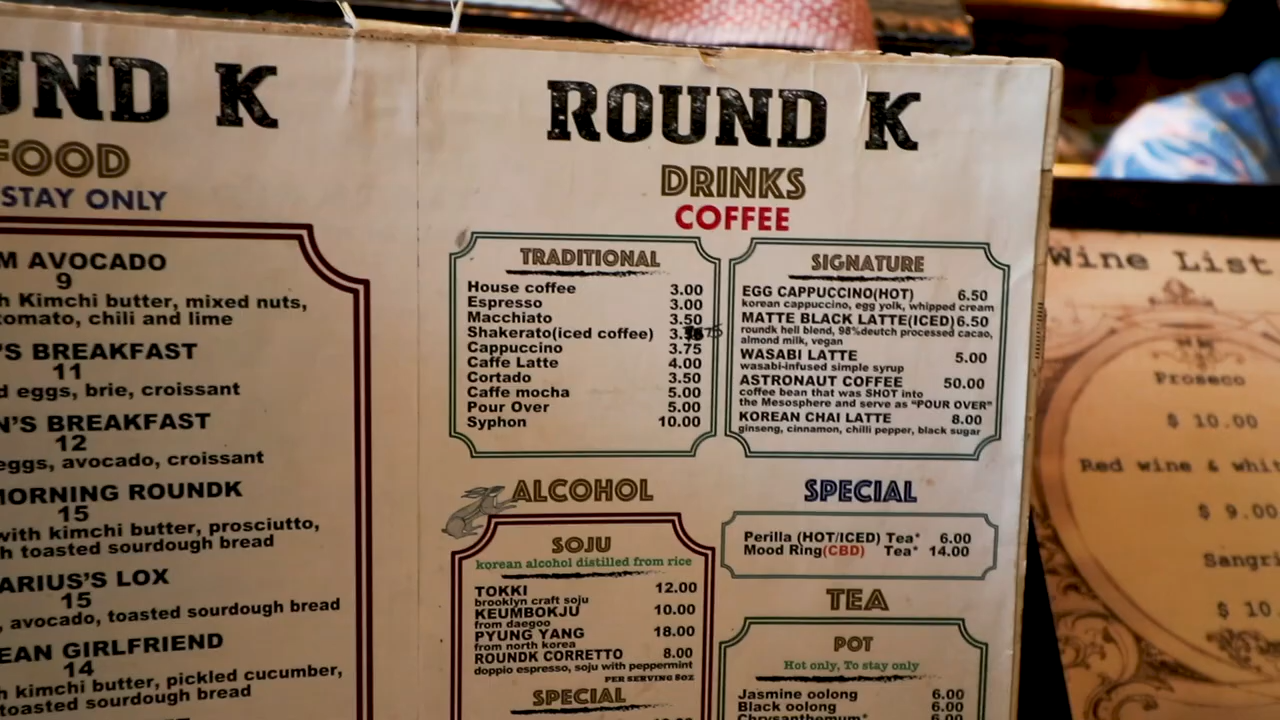 UND K
FOOD
STAY ONLY
M AVOCADO
9
h Kimchi butter, mixed nuts,
tomato, chili and lime
'S BREAKFAST
11
d eggs, brie, croissant
N'S BREAKFAST
12
eggs, avocado, croissant
MORNING ROUNDK
15
with kimchi butter, prosciutto,
h toasted sourdough bread
ARIUS'S LOX
15
, avocado, toasted sourdough bread
EAN GIRLFRIEND
14
h kimchi butter, pickled cucumber,
toasted sourdough bread
ROUND K
DRINKS
COFFEE
TRADITIONAL
House coffee 3.00
Espresso 3.00
Macchiato 3.50
Shakerato(iced coffee)
Cappuccino 3.75
Caffe Latte 4.00
Cortado 3.50
Caffe mocha 5.00
Pour Over 5.00
Syphon 10.00
SIGNATURE
EGG CAPPUCCINO(HOT) 6.50
korean cappuccino, egg yolk, whipped cream
MATTE BLACK LATTE(ICED) 6.50
roundk hell blend, 98%deutch processed cacao,
almond milk, vegan
WASABI LATTE 5.00
wasabi-infused simple syrup
ASTRONAUT COFFEE 50.00
coffee bean that was SHOT into
the Mesosphere and serve as "POUR OVER"
KOREAN CHAI LATTE 8.00
ginseng, cinnamon, chilli pepper, black sugar
ALCOHOL
SOJU
korean alcohol distilled from rice
TOKKI 12.00
brooklyn craft soju
KEUMBOKJU 10.00
from daegoo
PYUNG YANG 18.00
from north korea
ROUNDK CORRETTO 8.00
doppio espresso, soju with peppermint
PER SERVING 8OZ
SPECIAL
SPECIAL
Perilla (HOT/ICED) Tea* 6.00
Mood Ring(CBD) Tea* 14.00
TEA
POT
Hot only, To stay only
Jasmine oolong 6.00
Black oolong 6.00
Chrysanthemum* 6.00
Wine List
Proseco
$ 10.00
Red wine & whit
$ 9.00
Sangri
$ 10